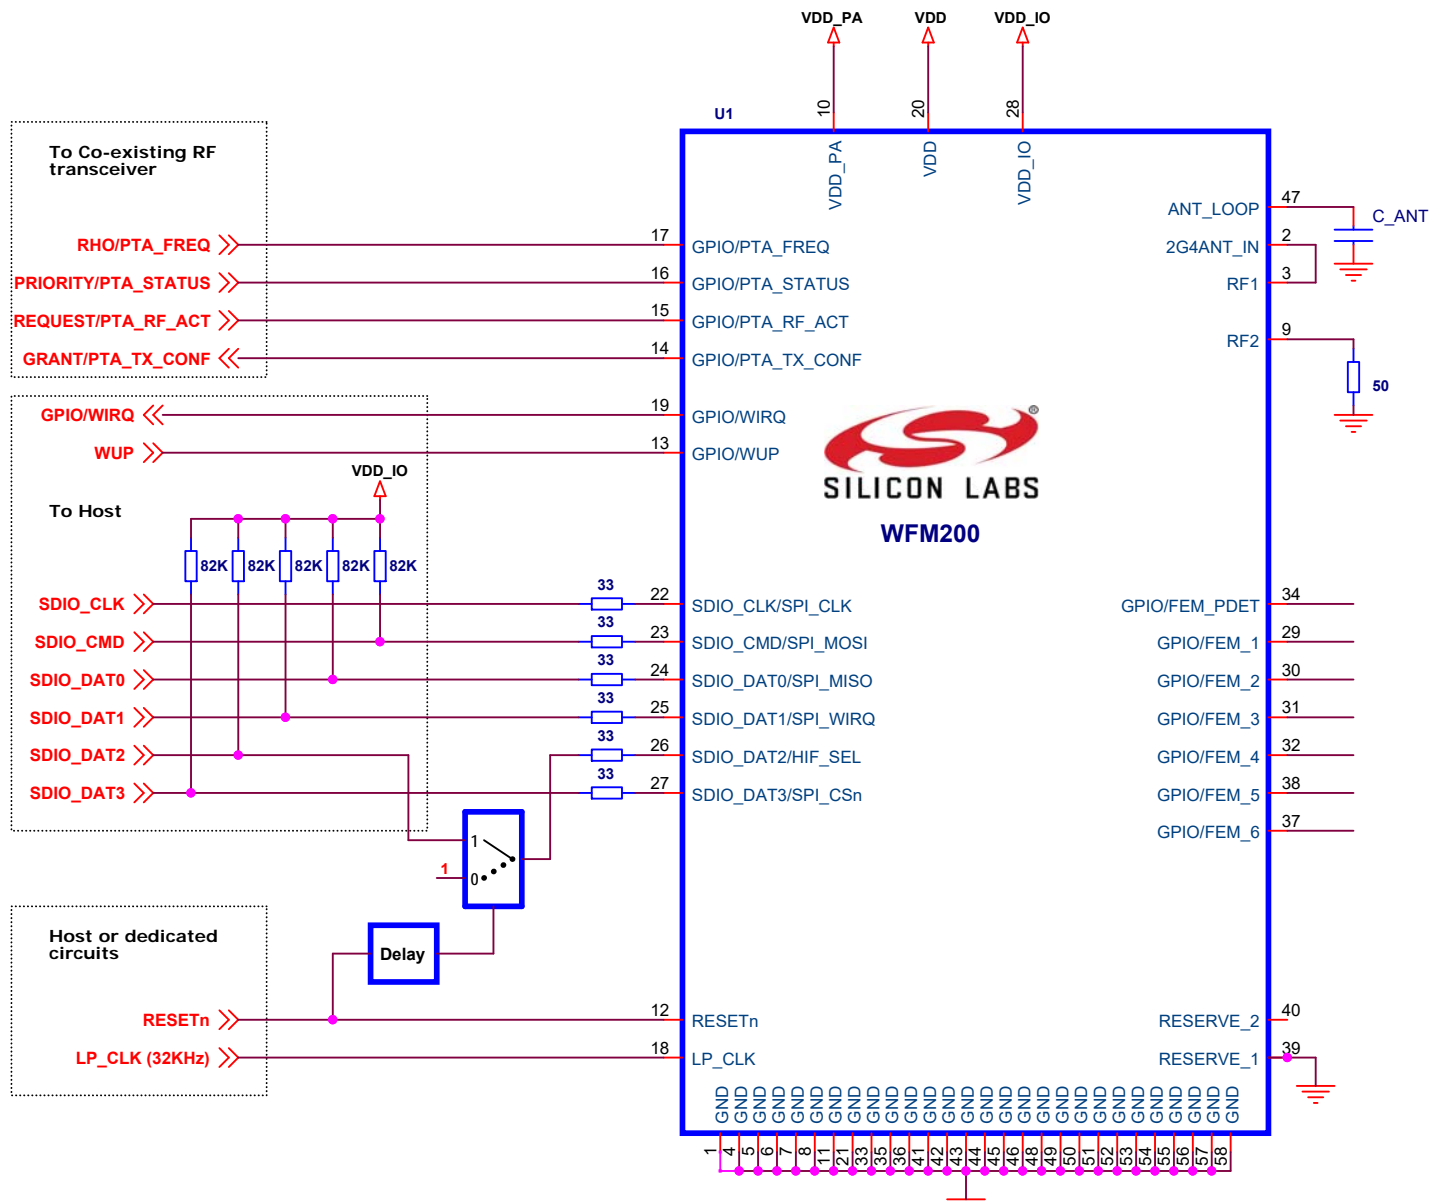 VDD_PA VDD VDD_IO
10 20 28
U1
VDD_PA VDD VDD_IO
To Co-existing RF
transceiver
RHO/PTA_FREQ 17 GPIO/PTA_FREQ
PRIORITY/PTA_STATUS 16 GPIO/PTA_STATUS
REQUEST/PTA_RF_ACT 15 GPIO/PTA_RF_ACT
GRANT/PTA_TX_CONF 14 GPIO/PTA_TX_CONF
ANT_LOOP 47 C_ANT
2G4ANT_IN 2
RF1 3
RF2 9
50
GPIO/WIRQ 19 GPIO/WIRQ
WUP 13 GPIO/WUP
SILICON LABS ®
WFM200
To Host
VDD_IO
82K 82K 82K 82K 82K
SDIO_CLK 33 22 SDIO_CLK/SPI_CLK
SDIO_CMD 33 23 SDIO_CMD/SPI_MOSI
SDIO_DAT0 33 24 SDIO_DAT0/SPI_MISO
SDIO_DAT1 33 25 SDIO_DAT1/SPI_WIRQ
SDIO_DAT2 33 26 SDIO_DAT2/HIF_SEL
SDIO_DAT3 33 27 SDIO_DAT3/SPI_CSn
GPIO/FEM_PDET 34
GPIO/FEM_1 29
GPIO/FEM_2 30
GPIO/FEM_3 31
GPIO/FEM_4 32
GPIO/FEM_5 38
GPIO/FEM_6 37
1
1
0
Host or dedicated
circuits
Delay
RESETn 12 RESETn
LP_CLK (32KHz) 18 LP_CLK
RESERVE_2 40
RESERVE_1 39
GND GND GND GND GND GND GND GND GND GND GND GND GND GND GND GND GND GND GND GND GND GND GND GND GND GND GND GND
1 4 5 6 7 8 11 21 33 35 36 41 42 43 44 45 46 48 49 50 51 52 53 54 55 56 57 58